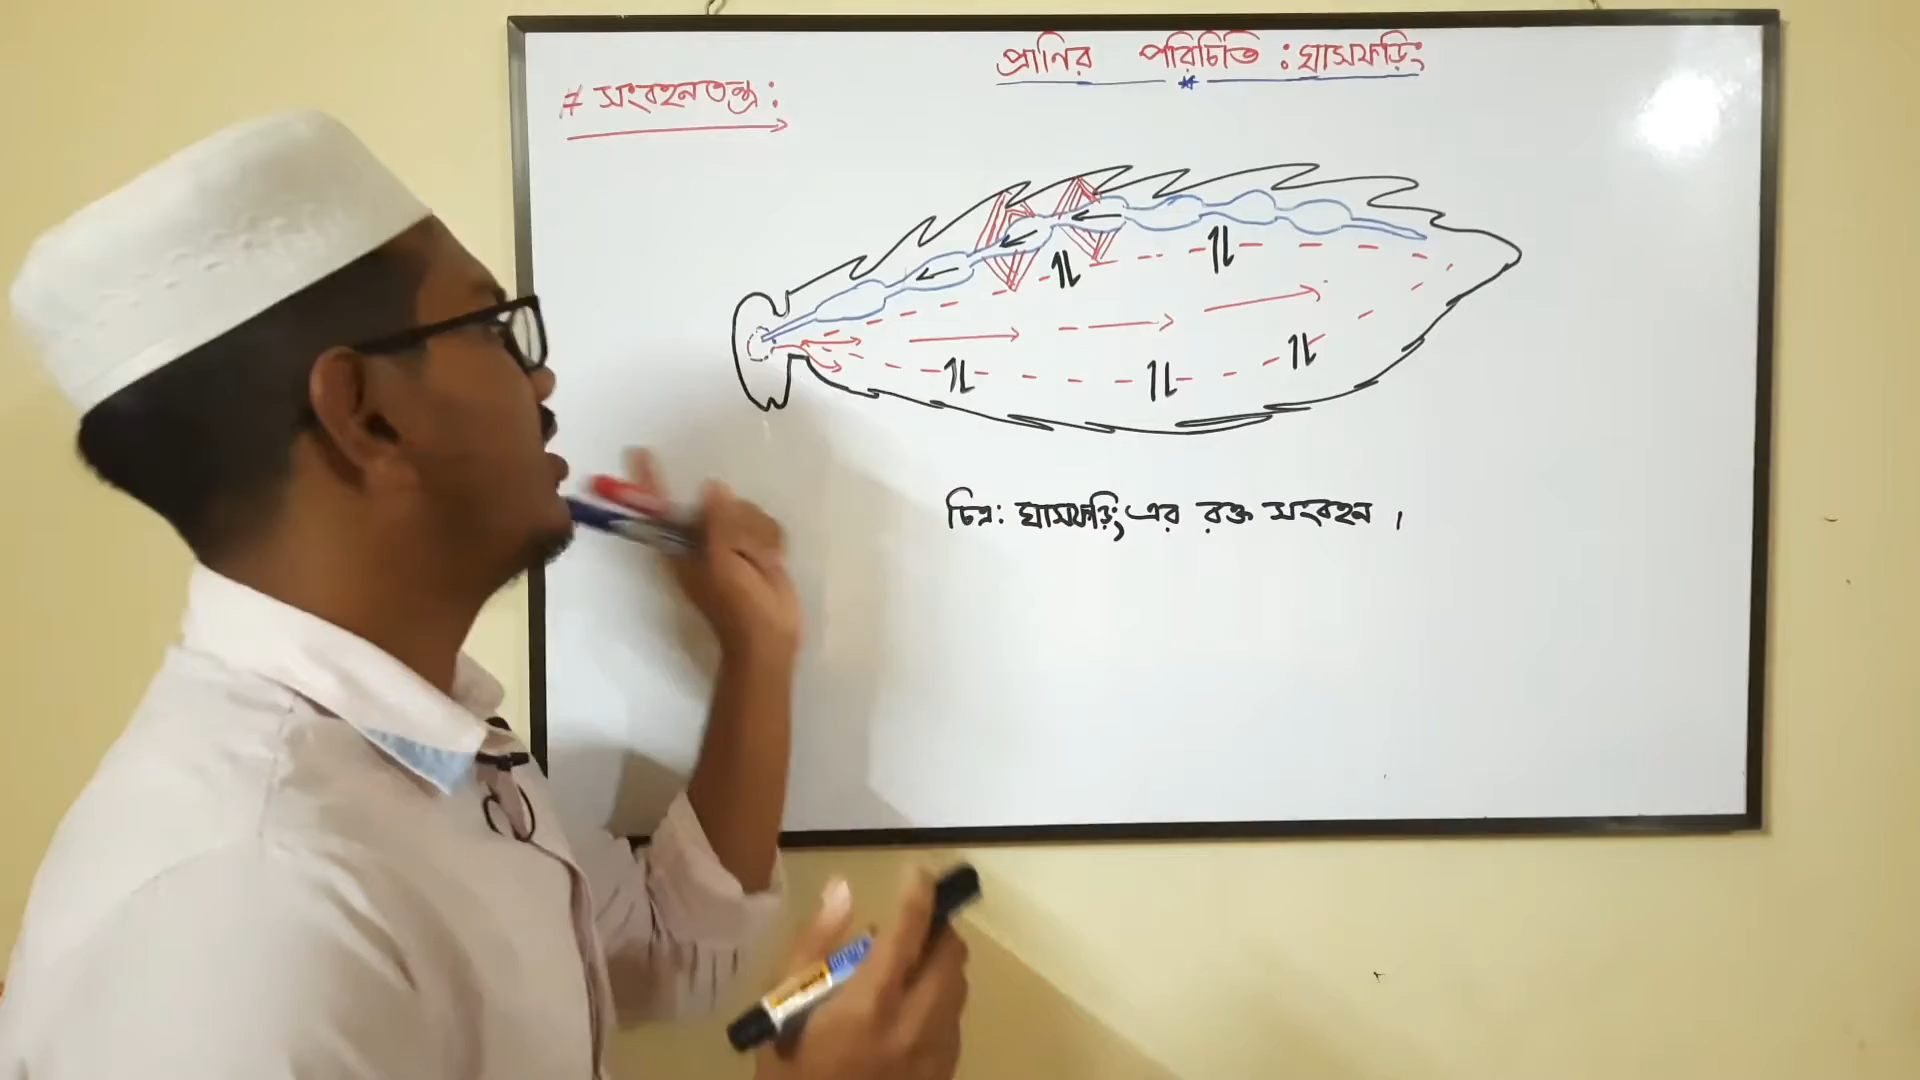 প্রাণির পরিচিতি : ঘাসফড়িং
# সংবহনতন্ত্র :
চিত্র: ঘাসফড়িং এর রক্ত সংবহন ।